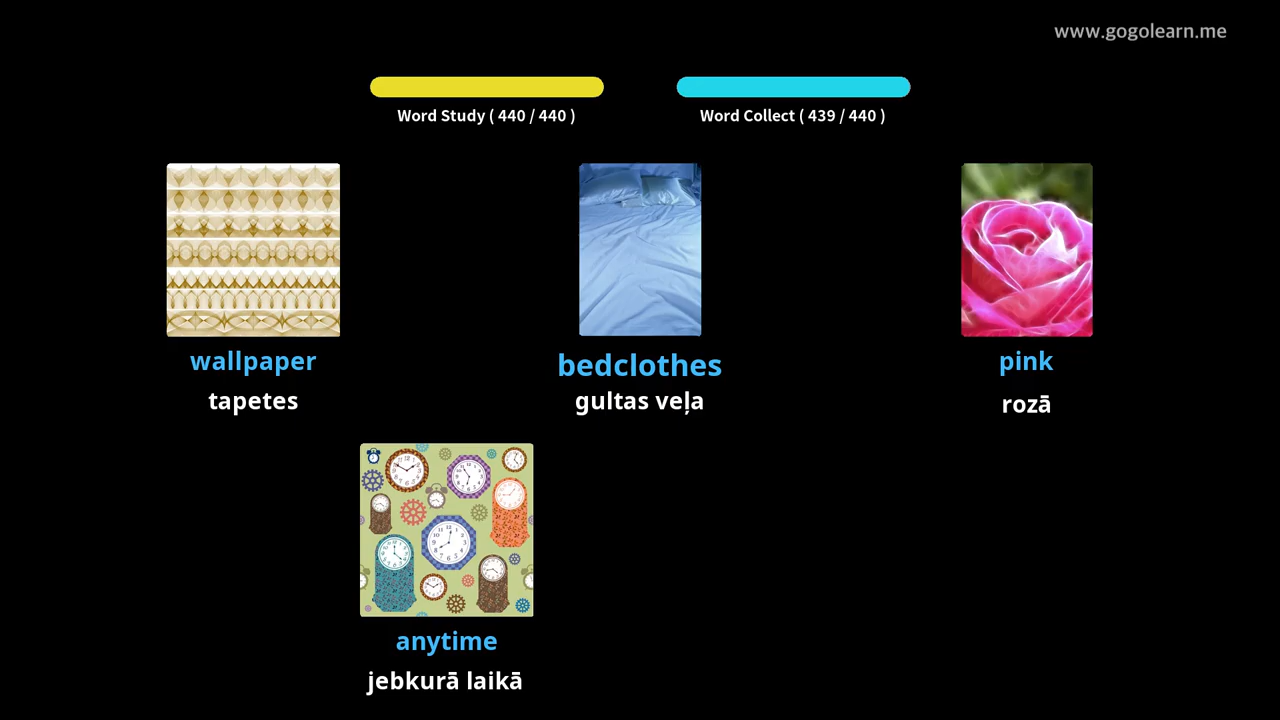 www.gogolearn.me
Word Study ( 440 / 440 )
Word Collect ( 439 / 440 )
wallpaper
tapetes
bedclothes
gultas veļa
pink
rozā
anytime
jebkurā laikā